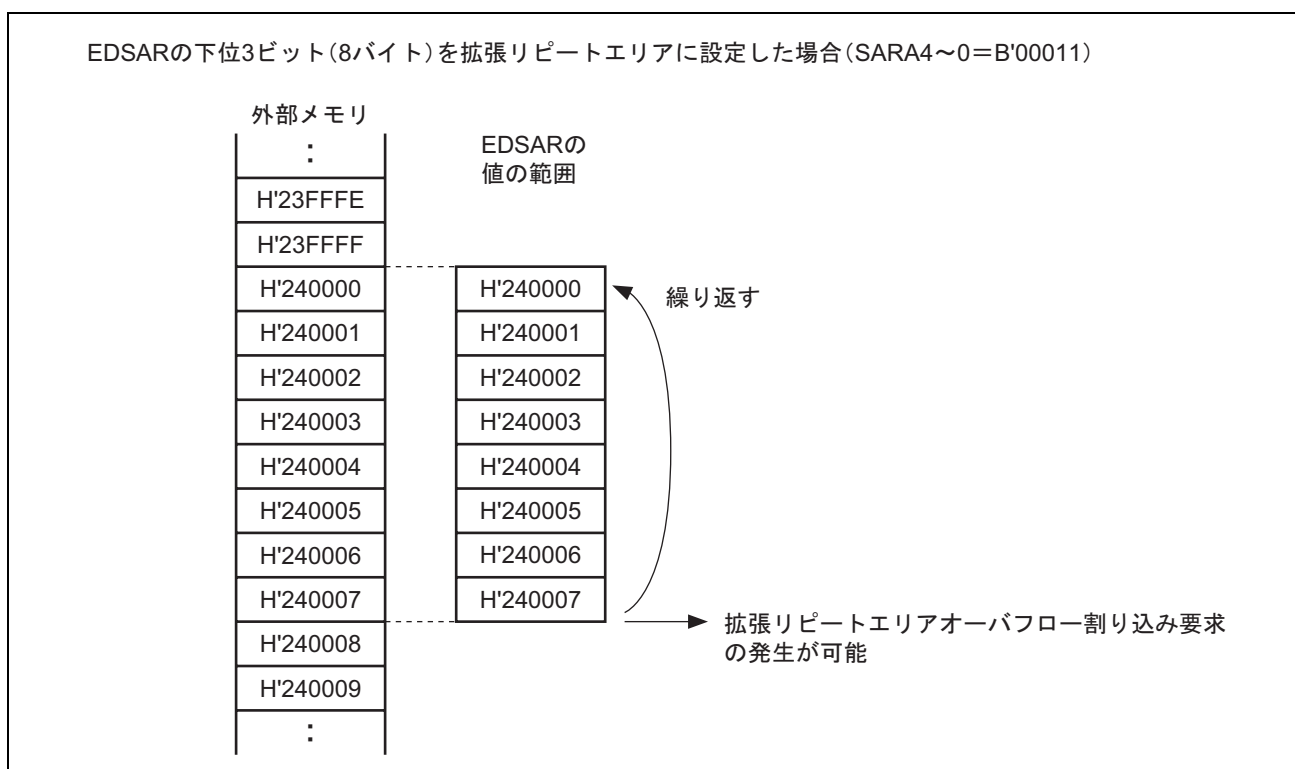 EDSARの下位3ビット(8バイト)を拡張リピートエリアに設定した場合(SARA4～0＝B'00011)
外部メモリ
:
EDSARの
値の範囲
H'23FFFE
H'23FFFF
H'240000
H'240001
H'240002
H'240003
H'240004
H'240005
H'240006
H'240007
H'240008
H'240009
:
H'240000
H'240001
H'240002
H'240003
H'240004
H'240005
H'240006
H'240007
繰り返す
拡張リピートエリアオーバフロー割り込み要求
の発生が可能